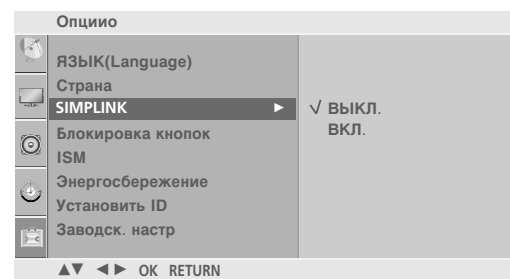 Опциио
ЯЗЫК(Language)
Страна
SIMPLINK ►
√ ВЫКЛ.
ВКЛ.
Блокировка кнопок
ISM
Энергосбережение
Установить ID
Заводск. настр
▲▼ ◄► OK RETURN